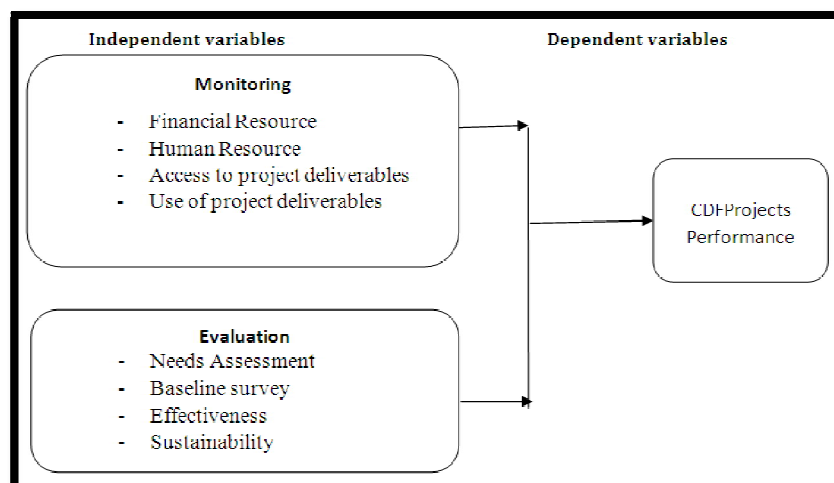 Independent variables
Dependent variables
Monitoring
- Financial Resource
- Human Resource
- Access to project deliverables
- Use of project deliverables
CDFProjects
Performance
Evaluation
- Needs Assessment
- Baseline survey
- Effectiveness
- Sustainability